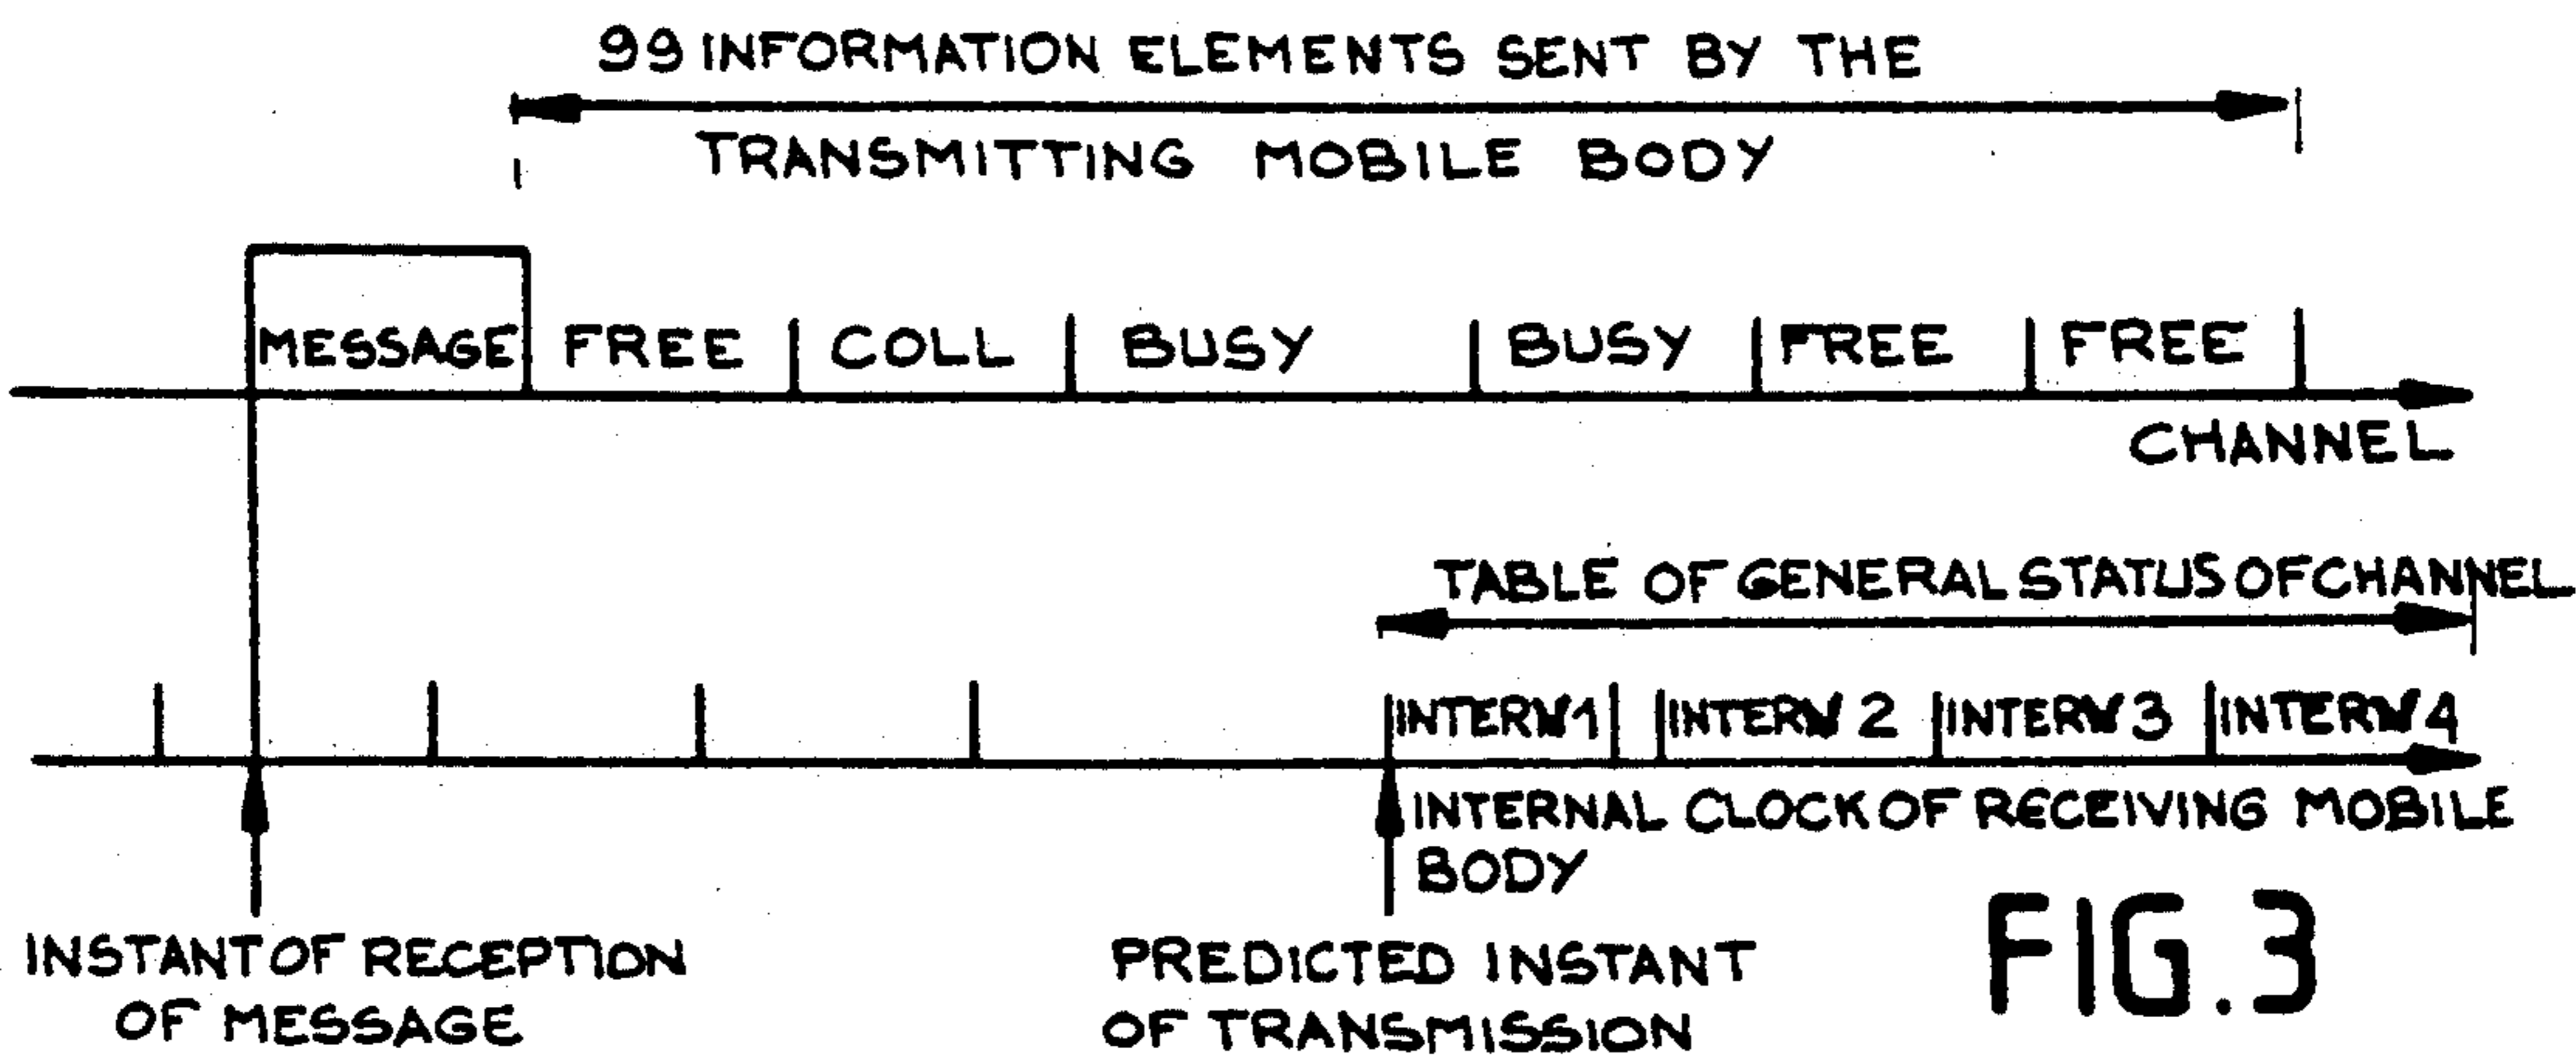 99 INFORMATION ELEMENTS SENT BY THE
TRANSMITTING MOBILE BODY
MESSAGE FREE COLL BUSY BUSY FREE FREE
CHANNEL
TABLE OF GENERAL STATUS OF CHANNEL
INTERV 1 INTERV 2 INTERV 3 INTERV 4
INTERNAL CLOCK OF RECEIVING MOBILE
BODY
INSTANT OF RECEPTION
OF MESSAGE
PREDICTED INSTANT
OF TRANSMISSION
FIG. 3